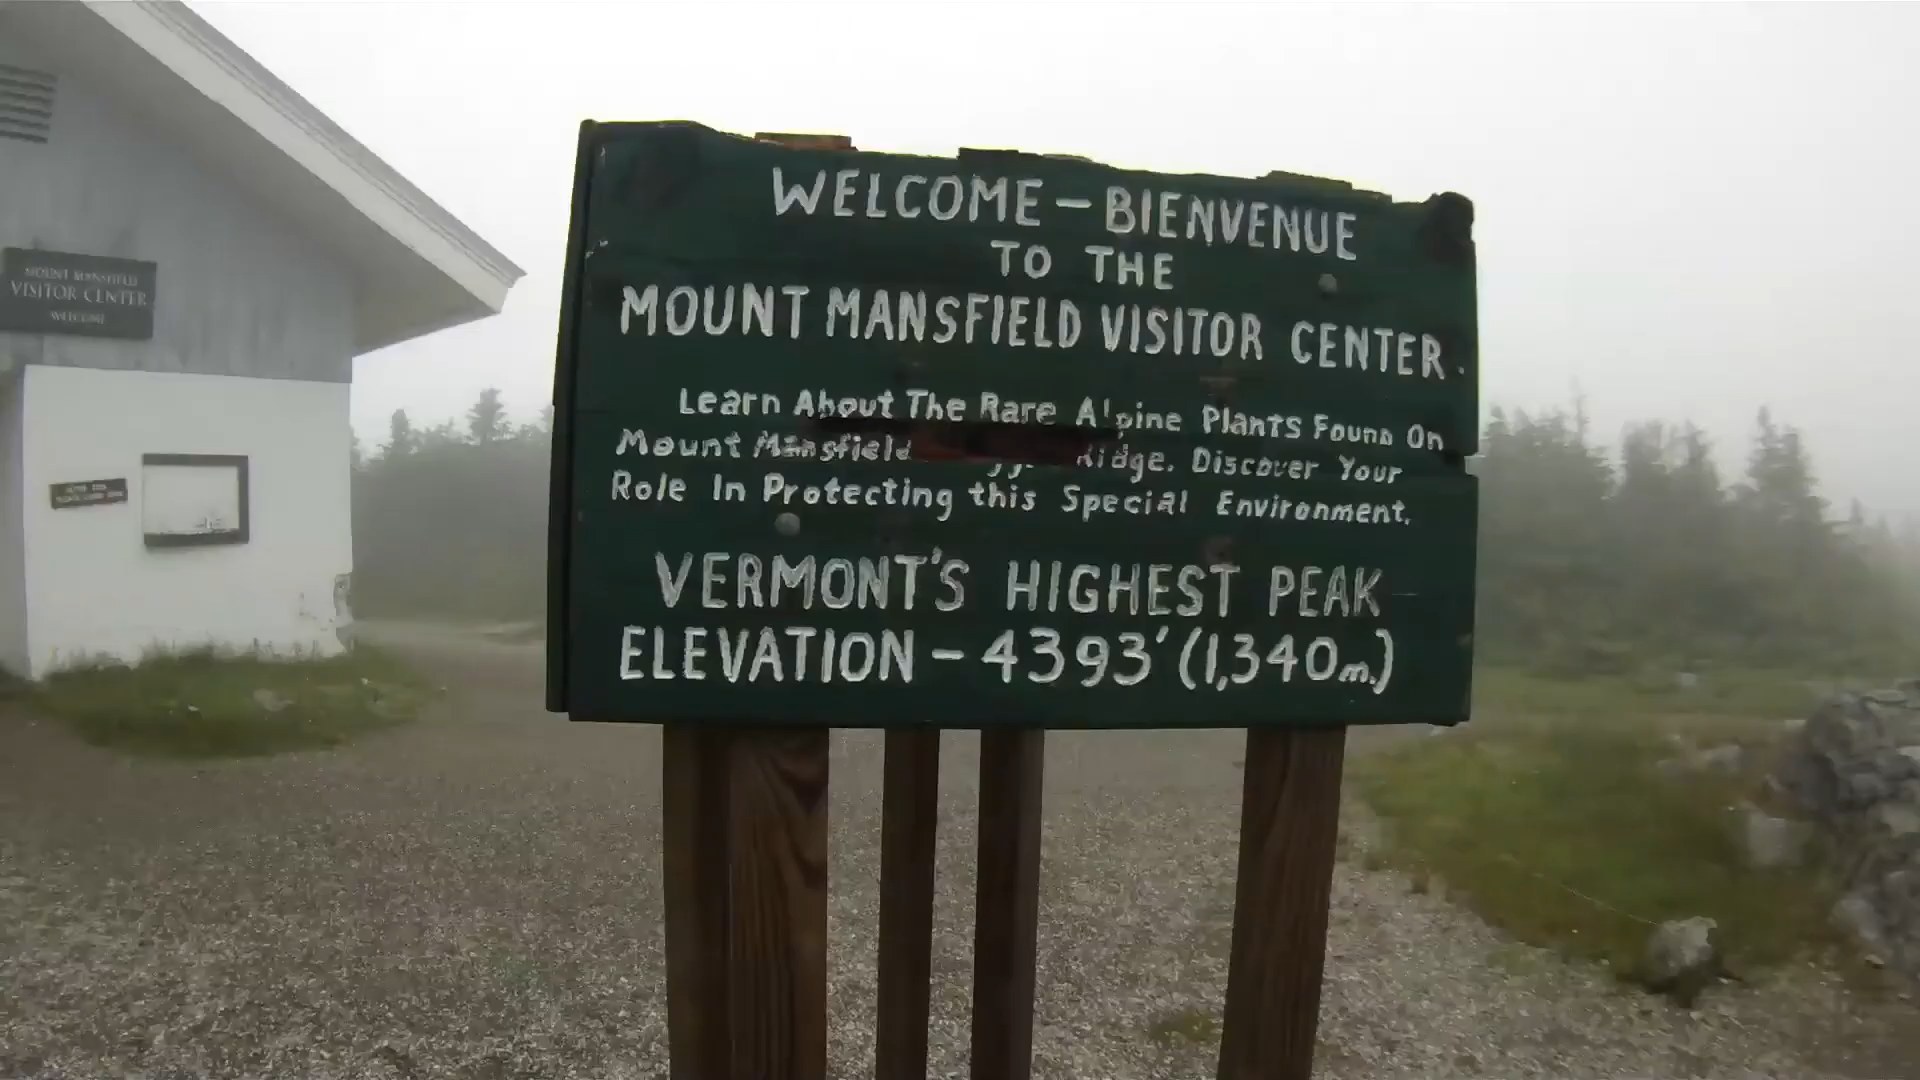 MOUNT MANSFIELD
VISITOR CENTER
WELCOME
WELCOME – BIENVENUE
TO THE
MOUNT MANSFIELD VISITOR CENTER.
Learn About The Rare Alpine Plants Found On
Mount Mansfield Ridge. Discover Your
Role In Protecting this Special Environment.
VERMONT'S HIGHEST PEAK
ELEVATION – 4393' (1,340m.)